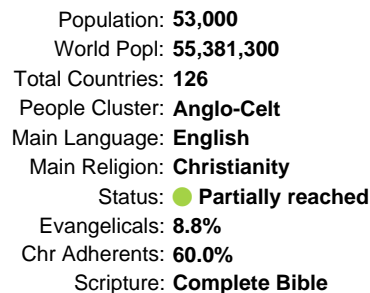 Population: 53,000
World Popl: 55,381,300
Total Countries: 126
People Cluster: Anglo-Celt
Main Language: English
Main Religion: Christianity
Status: Partially reached
Evangelicals: 8.8%
Chr Adherents: 60.0%
Scripture: Complete Bible